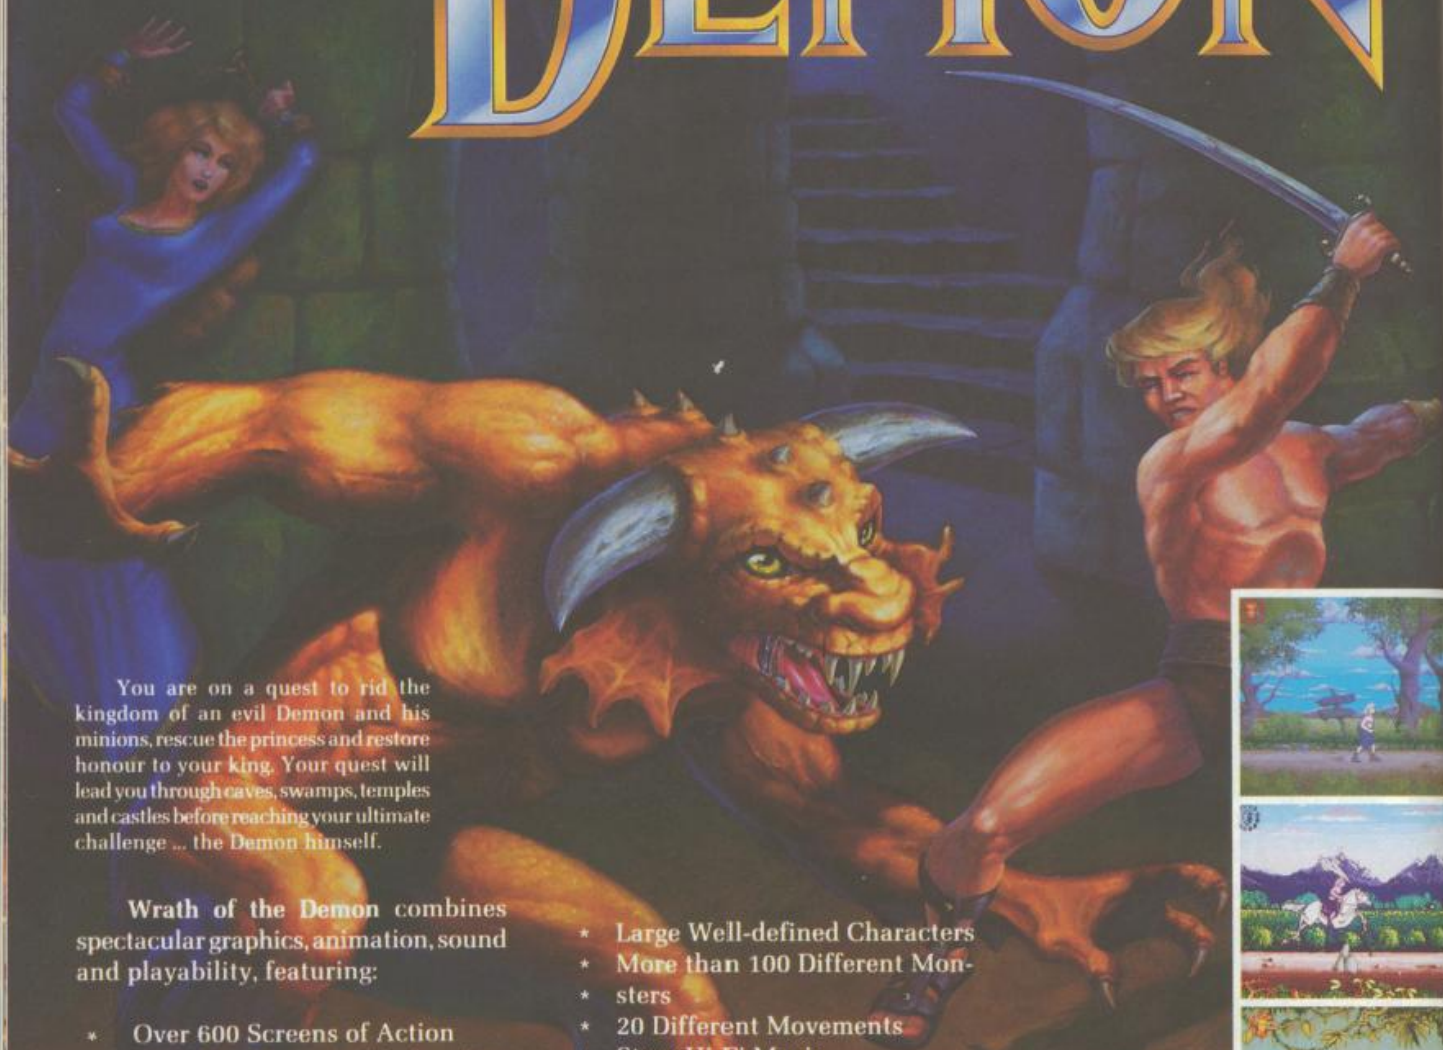 DEMON
You are on a quest to rid the
kingdom of an evil Demon and his
minions, rescue the princess and restore
honour to your king. Your quest will
lead you through caves, swamps, temples
and castles before reaching your ultimate
challenge ... the Demon himself.
Wrath of the Demon combines
spectacular graphics, animation, sound
and playability, featuring:
* Over 600 Screens of Action
* Large Well-defined Characters
* More than 100 Different Mon-
* sters
* 20 Different Movements